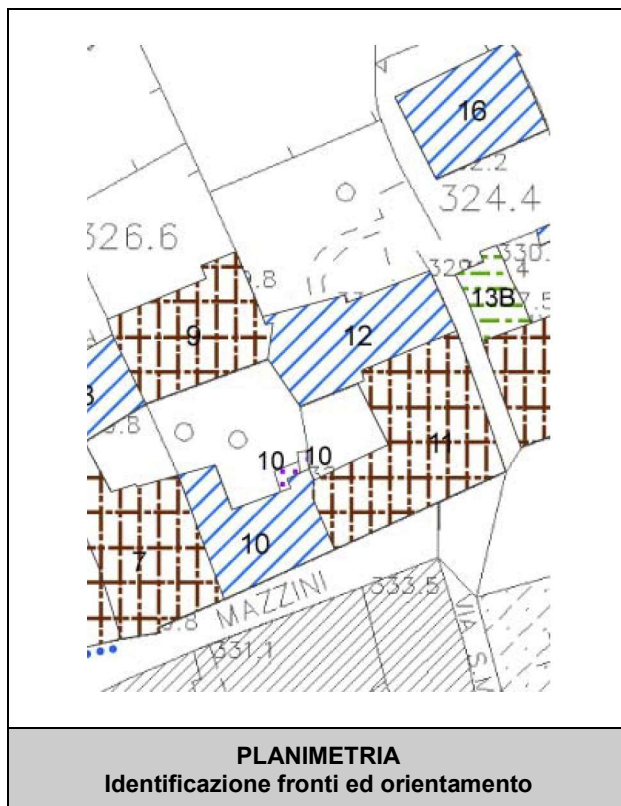 16
324.4
326.6
13B
9
12
11
10
10
10
7
MAZZINI
333.5
331.1
VIA S.M
PLANIMETRIA
Identificazione fronti ed orientamento